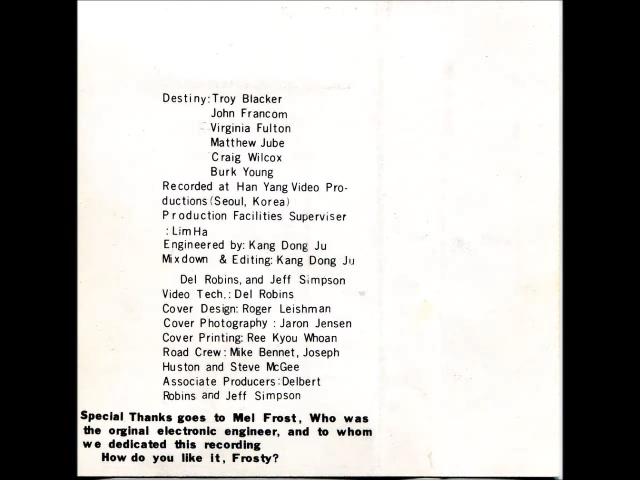 Destiny: Troy Blacker
John Francom
Virginia Fulton
Matthew Jube
Craig Wilcox
Burk Young
Recorded at Han Yang Video Pro-
ductions (Seoul, Korea)
Production Facilities Superviser
: Lim Ha
Engineered by: Kang Dong Ju
Mixdown & Editing: Kang Dong Ju
Del Robins, and Jeff Simpson
Video Tech.: Del Robins
Cover Design: Roger Leishman
Cover Photography : Jaron Jensen
Cover Printing: Ree Kyou Whoan
Road Crew: Mike Bennet, Joseph
Huston and Steve McGee
Associate Producers: Delbert
Robins and Jeff Simpson
Special Thanks goes to Mel Frost, Who was
the orginal electronic engineer, and to whom
we dedicated this recording
How do you like it, Frosty?